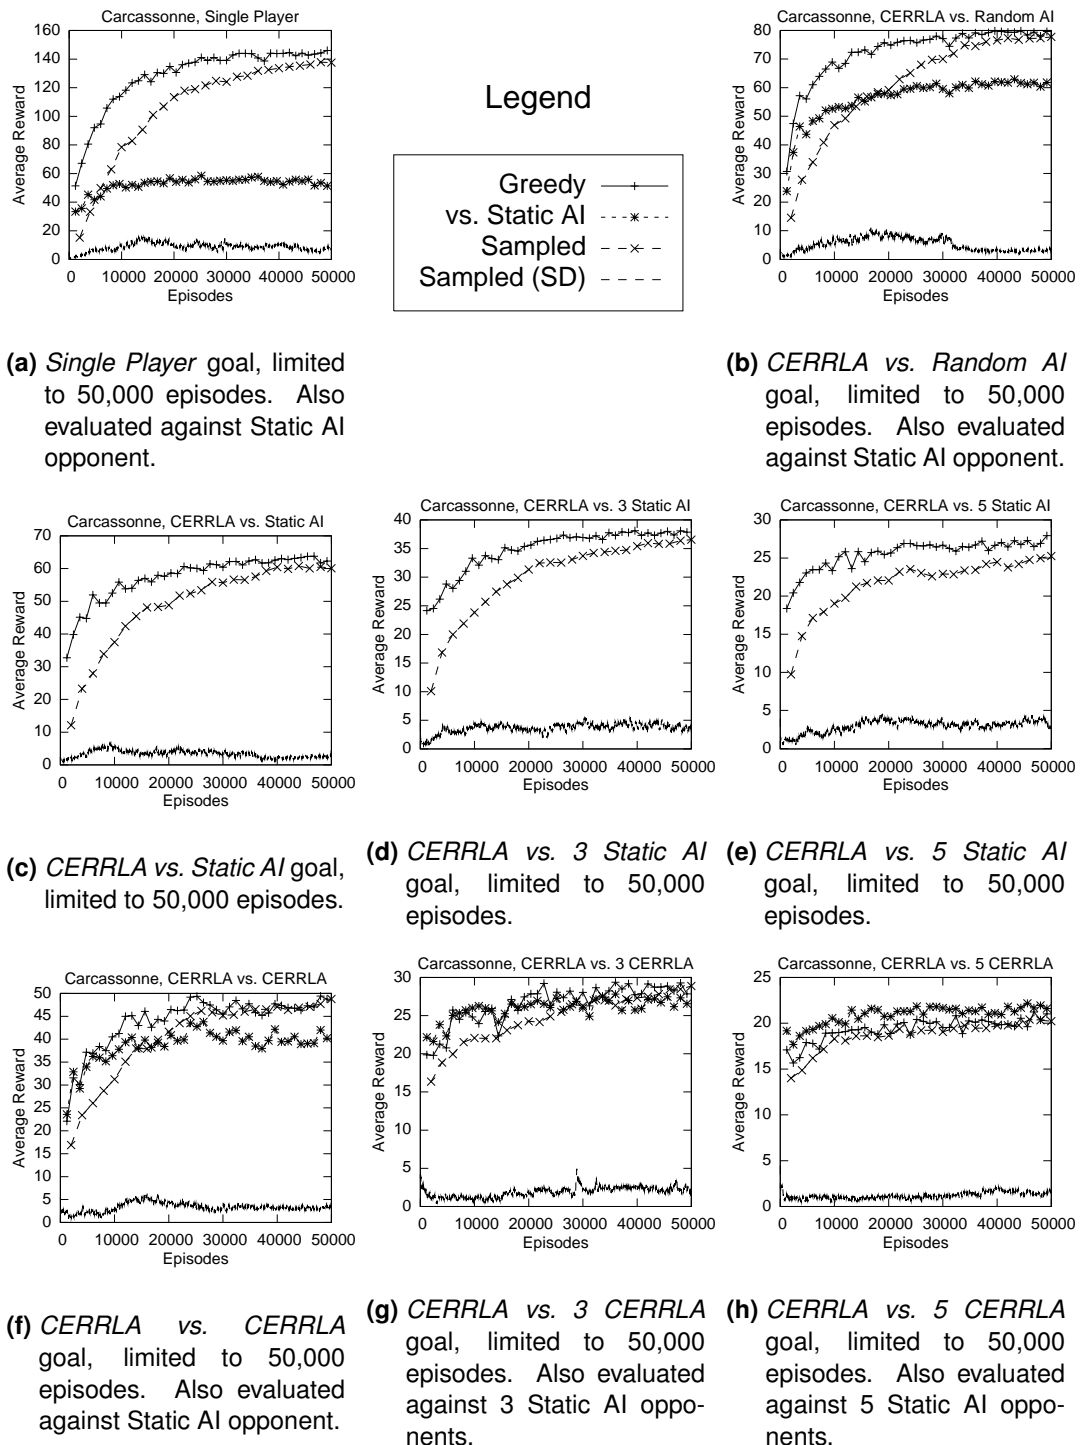 Carcassonne, Single Player
160
140
120
100
80
60
40
20
0
Average Reward
0 10000 20000 30000 40000 50000
Episodes
Legend
Greedy
vs. Static AI
Sampled
Sampled (SD)
Carcassonne, CERRLA vs. Random AI
80
70
60
50
40
30
20
10
0
Average Reward
0 10000 20000 30000 40000 50000
Episodes
(a) Single Player goal, limited
to 50,000 episodes. Also
evaluated against Static AI
opponent.
(b) CERRLA vs. Random AI
goal, limited to 50,000
episodes. Also evaluated
against Static AI opponent.
Carcassonne, CERRLA vs. Static AI
70
60
50
40
30
20
10
0
Average Reward
0 10000 20000 30000 40000 50000
Episodes
Carcassonne, CERRLA vs. 3 Static AI
40
35
30
25
20
15
10
5
0
Average Reward
0 10000 20000 30000 40000 50000
Episodes
Carcassonne, CERRLA vs. 5 Static AI
30
25
20
15
10
5
0
Average Reward
0 10000 20000 30000 40000 50000
Episodes
(c) CERRLA vs. Static AI goal,
limited to 50,000 episodes.
(d) CERRLA vs. 3 Static AI
goal, limited to 50,000
episodes.
(e) CERRLA vs. 5 Static AI
goal, limited to 50,000
episodes.
Carcassonne, CERRLA vs. CERRLA
50
45
40
35
30
25
20
15
10
5
0
Average Reward
0 10000 20000 30000 40000 50000
Episodes
Carcassonne, CERRLA vs. 3 CERRLA
30
25
20
15
10
5
0
Average Reward
0 10000 20000 30000 40000 50000
Episodes
Carcassonne, CERRLA vs. 5 CERRLA
25
20
15
10
5
0
Average Reward
0 10000 20000 30000 40000 50000
Episodes
(f) CERRLA vs. CERRLA
goal, limited to 50,000
episodes. Also evaluated
against Static AI opponent.
(g) CERRLA vs. 3 CERRLA
goal, limited to 50,000
episodes. Also evaluated
against 3 Static AI oppo-
nents.
(h) CERRLA vs. 5 CERRLA
goal, limited to 50,000
episodes. Also evaluated
against 5 Static AI oppo-
nents.